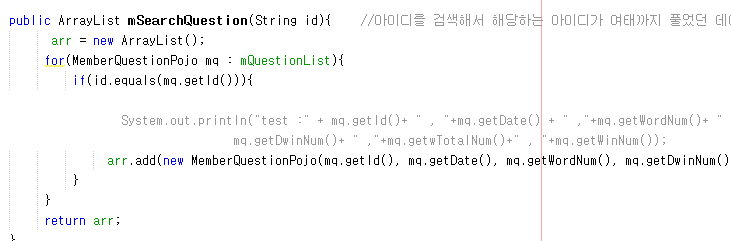 public ArrayList mSearchQuestion(String id){ //아이디를 검색해서 해당하는 아이디가 여태까지 풀었던 데
arr = new ArrayList();
for(MemberQuestionPojo mq : mQuestionList){
if(id.equals(mq.getId())){
System.out.println("test :" + mq.getId()+ " , "+mq.getDate() + " ,"+mq.getWordNum()+ "
mq.getDwinNum()+ " ,"+mq.getwTotalNum()+" , "+mq.getWinNum());
arr.add(new MemberQuestionPojo(mq.getId(), mq.getDate(), mq.getWordNum(), mq.getDwinNum()
}
}
return arr;
}